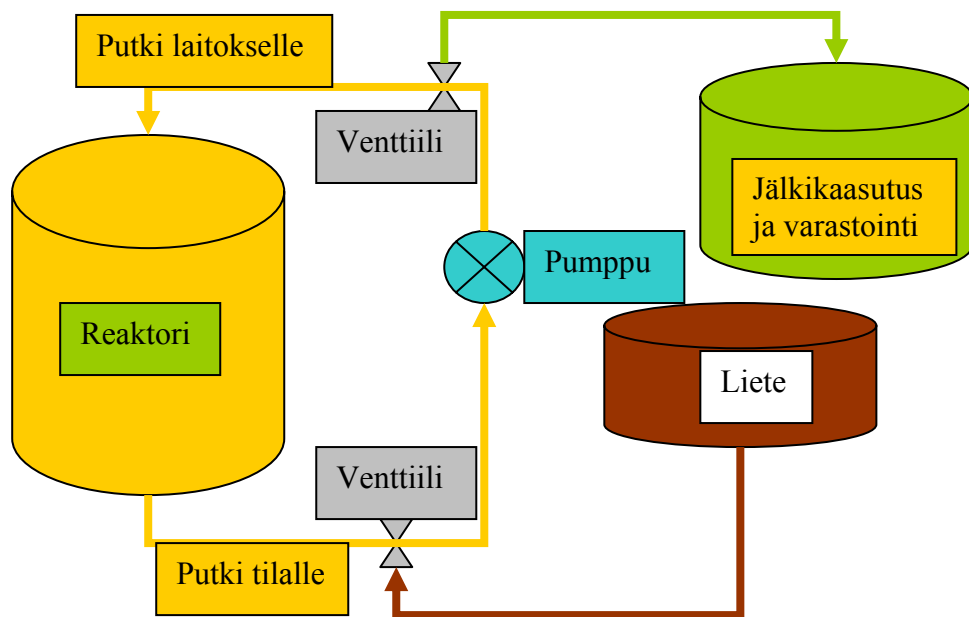 Putki laitokselle
Venttiili
Jälkikaasutus
ja varastointi
Pumppu
Reaktori
Liete
Venttiili
Putki tilalle